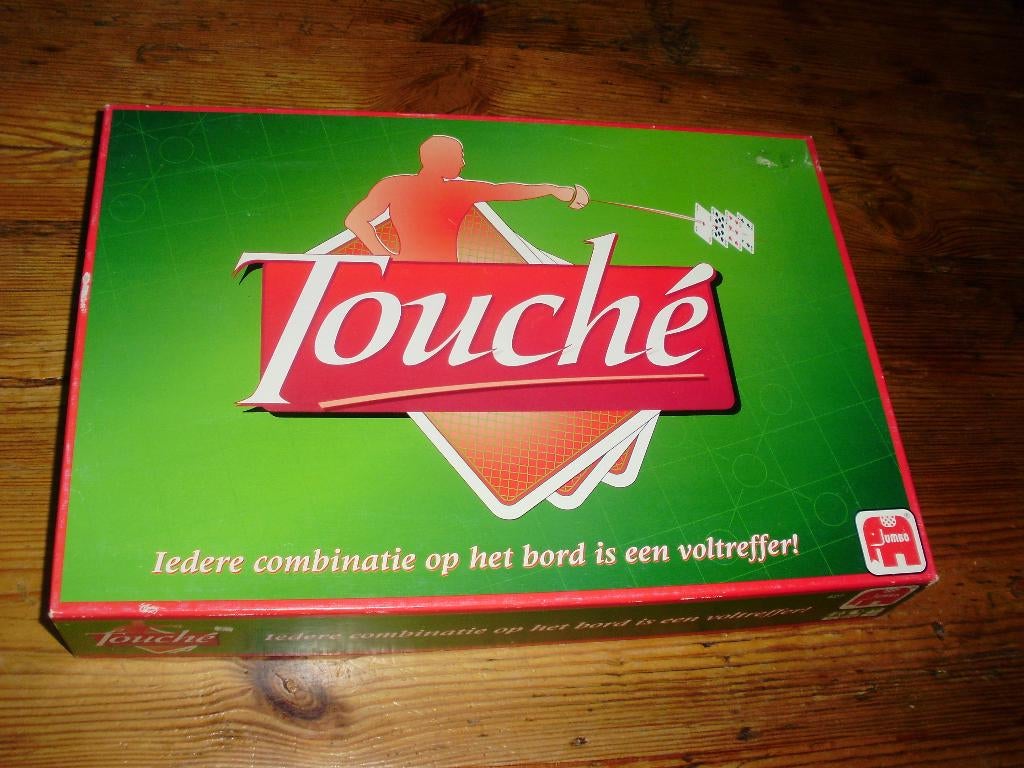 Touché
Iedere combinatie op het bord is een voltreffer!
Jumbo
Touché
Iedere combinatie op het bord is een voltreffer!